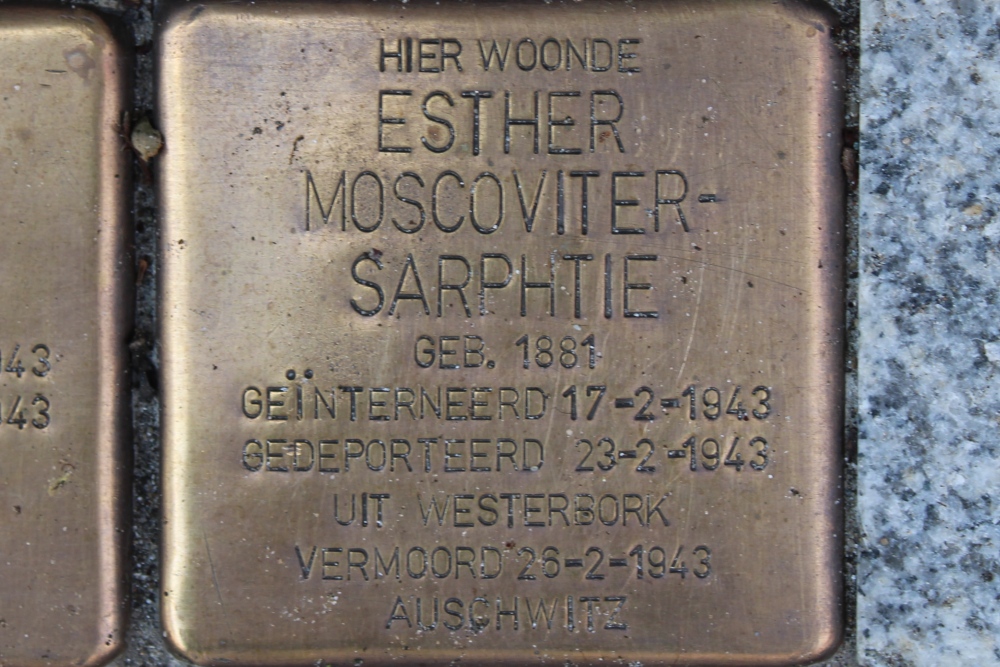 HIER WOONDE
ESTHER
MOSCOVITER-
SARPHTIE
GEB. 1881
GEÏNTERNEERD 17-2-1943
GEDEPORTEERD 23-2-1943
UIT WESTERBORK
VERMOORD 26-2-1943
AUSCHWITZ